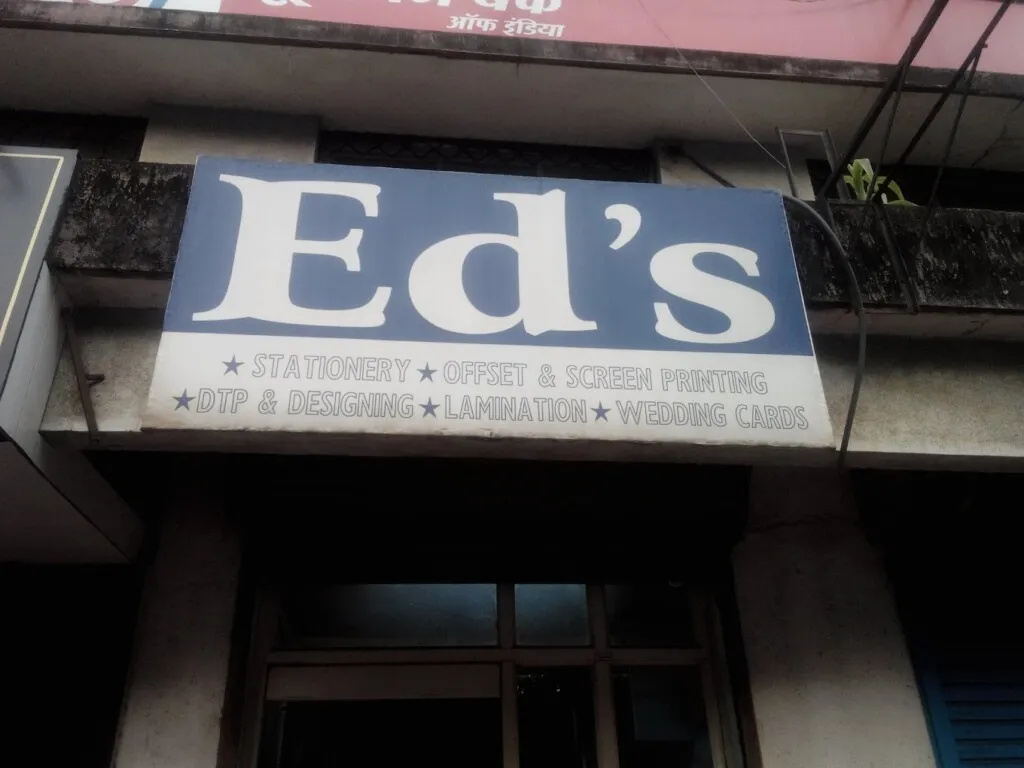 ऑफ इंडिया
Ed's
★ STATIONERY ★ OFFSET & SCREEN PRINTING
★ DTP & DESIGNING ★ LAMINATION ★ WEDDING CARDS